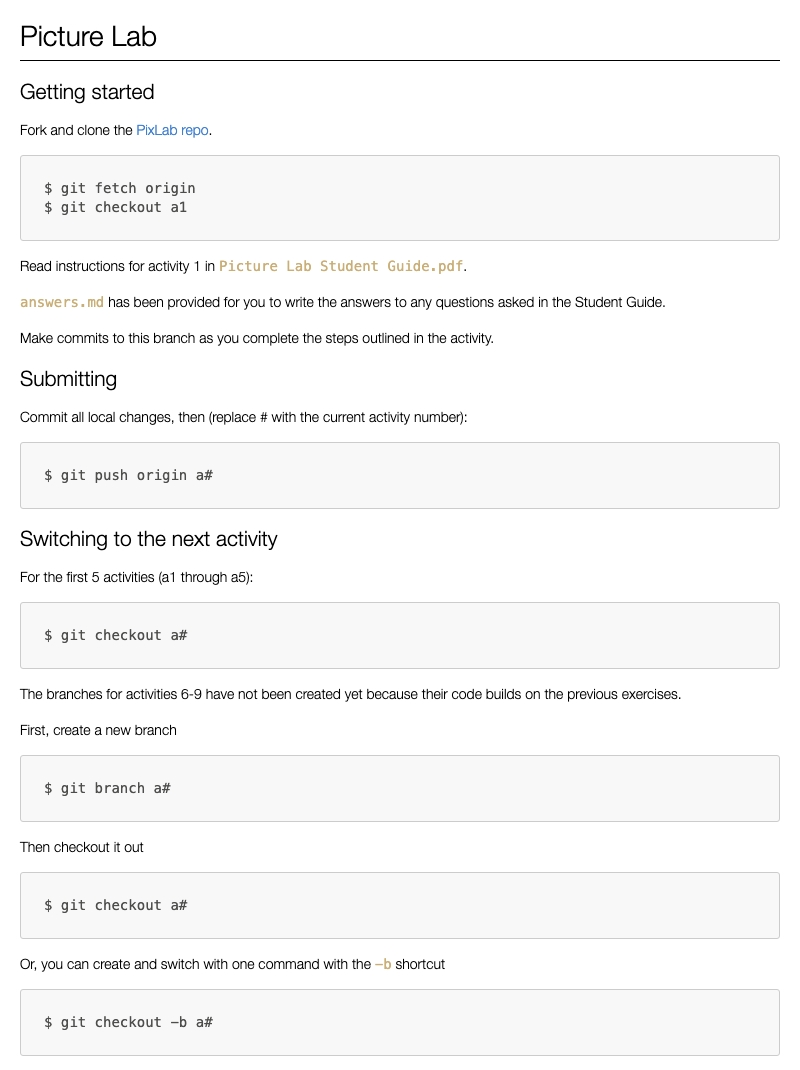 Picture Lab
Getting started
Fork and clone the PixLab repo.
$ git fetch origin
$ git checkout a1
Read instructions for activity 1 in Picture Lab Student Guide.pdf.
answers.md has been provided for you to write the answers to any questions asked in the Student Guide.
Make commits to this branch as you complete the steps outlined in the activity.
Submitting
Commit all local changes, then (replace # with the current activity number):
$ git push origin a#
Switching to the next activity
For the first 5 activities (a1 through a5):
$ git checkout a#
The branches for activities 6-9 have not been created yet because their code builds on the previous exercises.
First, create a new branch
$ git branch a#
Then checkout it out
$ git checkout a#
Or, you can create and switch with one command with the -b shortcut
$ git checkout -b a#